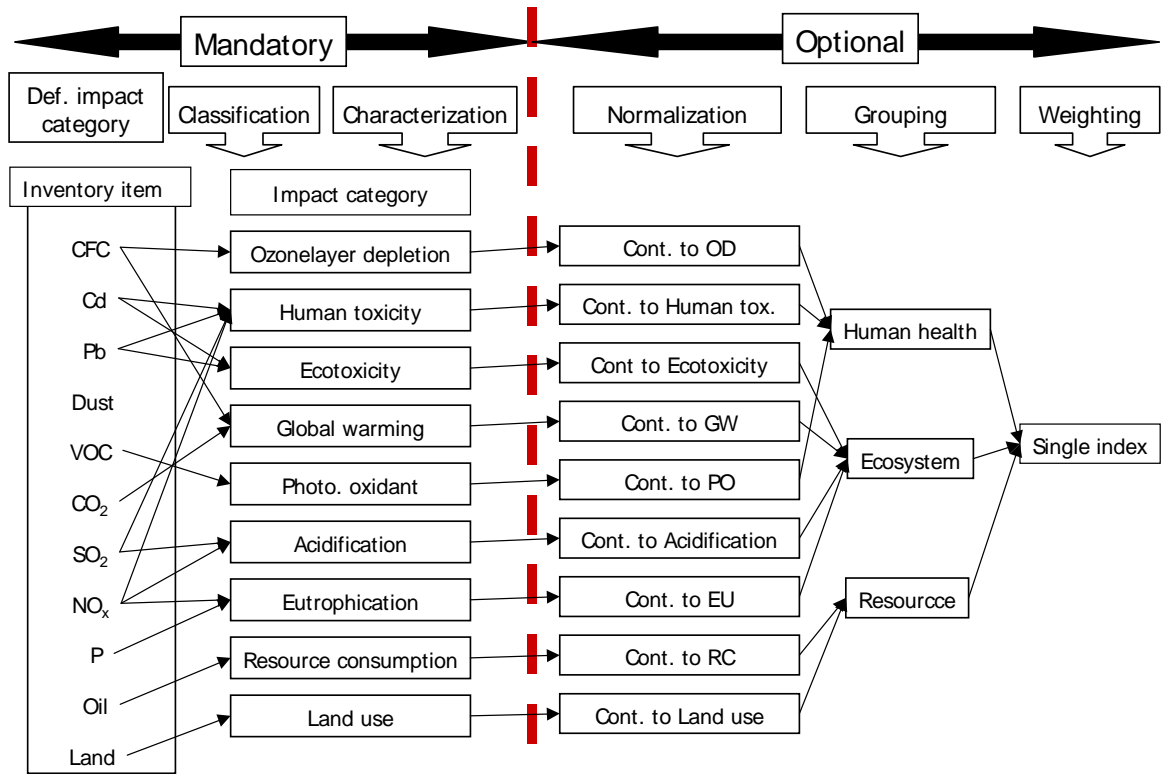 Mandatory
Optional
Def. impact
category
Classification
Characterization
Normalization
Grouping
Weighting
Inventory item
Impact category
CFC
Ozonelayer depletion
Cont. to OD
Cd
Human toxicity
Cont. to Human tox.
Human health
Pb
Ecotoxicity
Cont to Ecotoxicity
Dust
Global warming
Cont. to GW
VOC
Photo. oxidant
Cont. to PO
Ecosystem
Single index
CO₂
SO₂
Acidification
Cont. to Acidification
NOₓ
Eutrophication
Cont. to EU
Resourcce
P
Resource consumption
Cont. to RC
Oil
Land use
Cont. to Land use
Land